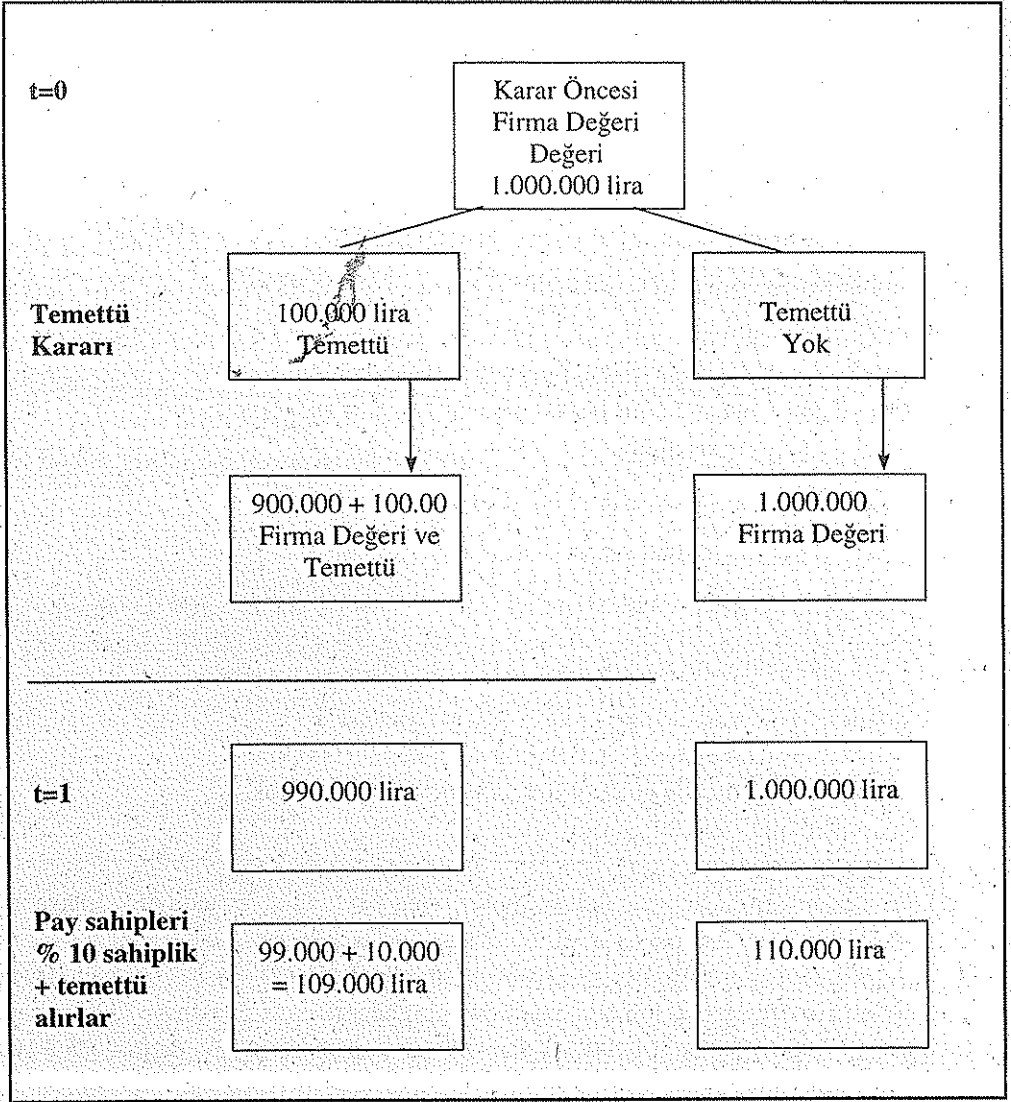 t=0
Karar Öncesi
Firma Değeri
Değeri
1.000.000 lira
Temettü
Kararı
100.000 lira
Temettü
Temettü
Yok
900.000 + 100.00
Firma Değeri ve
Temettü
1.000.000
Firma Değeri
t=1
990.000 lira
1.000.000 lira
Pay sahipleri
% 10 sahiplik
+ temettü
alırlar
99.000 + 10.000
= 109.000 lira
110.000 lira